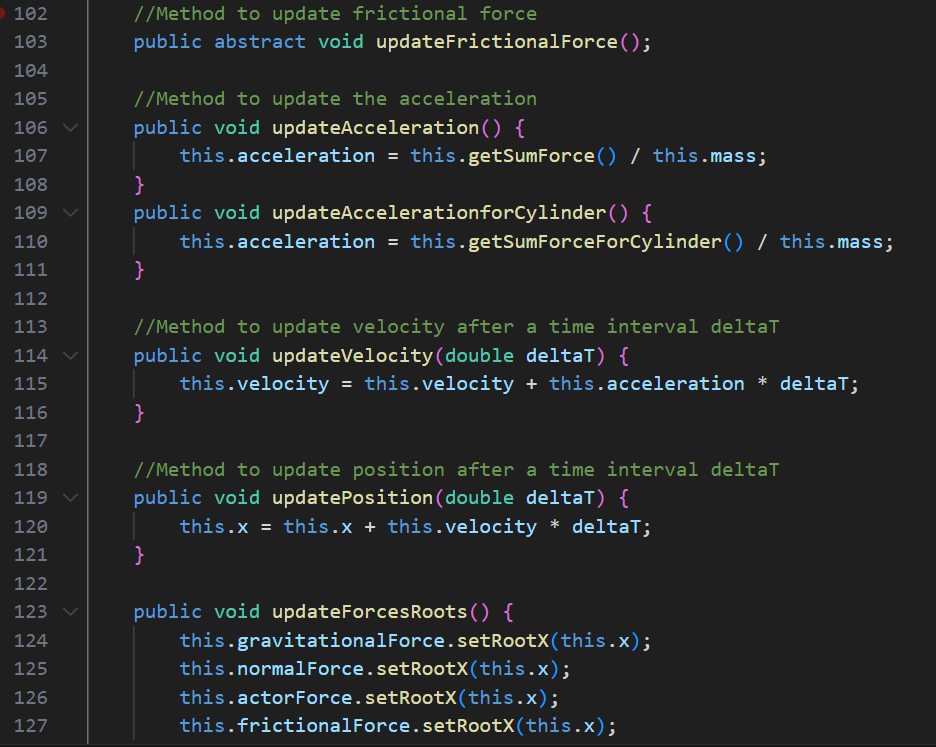 102 //Method to update frictional force
103 public abstract void updateFrictionalForce();
104
105 //Method to update the acceleration
106 public void updateAcceleration() {
107 this.acceleration = this.getSumForce() / this.mass;
108 }
109 public void updateAccelerationforCylinder() {
110 this.acceleration = this.getSumForceForCylinder() / this.mass;
111 }
112
113 //Method to update velocity after a time interval deltaT
114 public void updateVelocity(double deltaT) {
115 this.velocity = this.velocity + this.acceleration * deltaT;
116 }
117
118 //Method to update position after a time interval deltaT
119 public void updatePosition(double deltaT) {
120 this.x = this.x + this.velocity * deltaT;
121 }
122
123 public void updateForcesRoots() {
124 this.gravitationalForce.setRootX(this.x);
125 this.normalForce.setRootX(this.x);
126 this.actorForce.setRootX(this.x);
127 this.frictionalForce.setRootX(this.x);